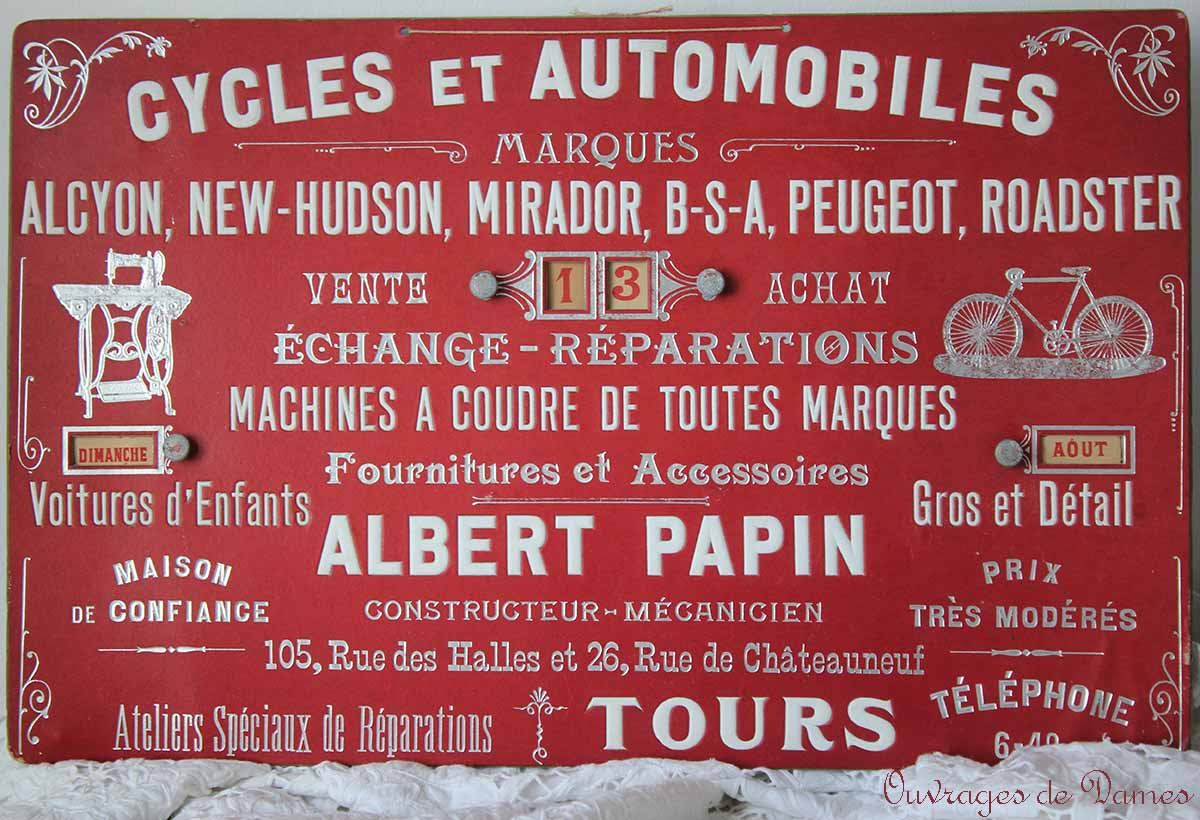 CYCLES ET AUTOMOBILES
MARQUES
ALCYON, NEW-HUDSON, MIRADOR, B-S-A, PEUGEOT, ROADSTER
VENTE 13 ACHAT
ÉCHANGE - RÉPARATIONS
MACHINES A COUDRE DE TOUTES MARQUES
DIMANCHE
AÔUT
Fournitures et Accessoires
Voitures d'Enfants
Gros et Détail
ALBERT PAPIN
MAISON
DE CONFIANCE
PRIX
TRÈS MODÉRÉS
CONSTRUCTEUR-MÉCANICIEN
105, Rue des Halles et 26, Rue de Châteauneuf
Ateliers Spéciaux de Réparations
TOURS
TÉLÉPHONE
Ouvrages de Dames